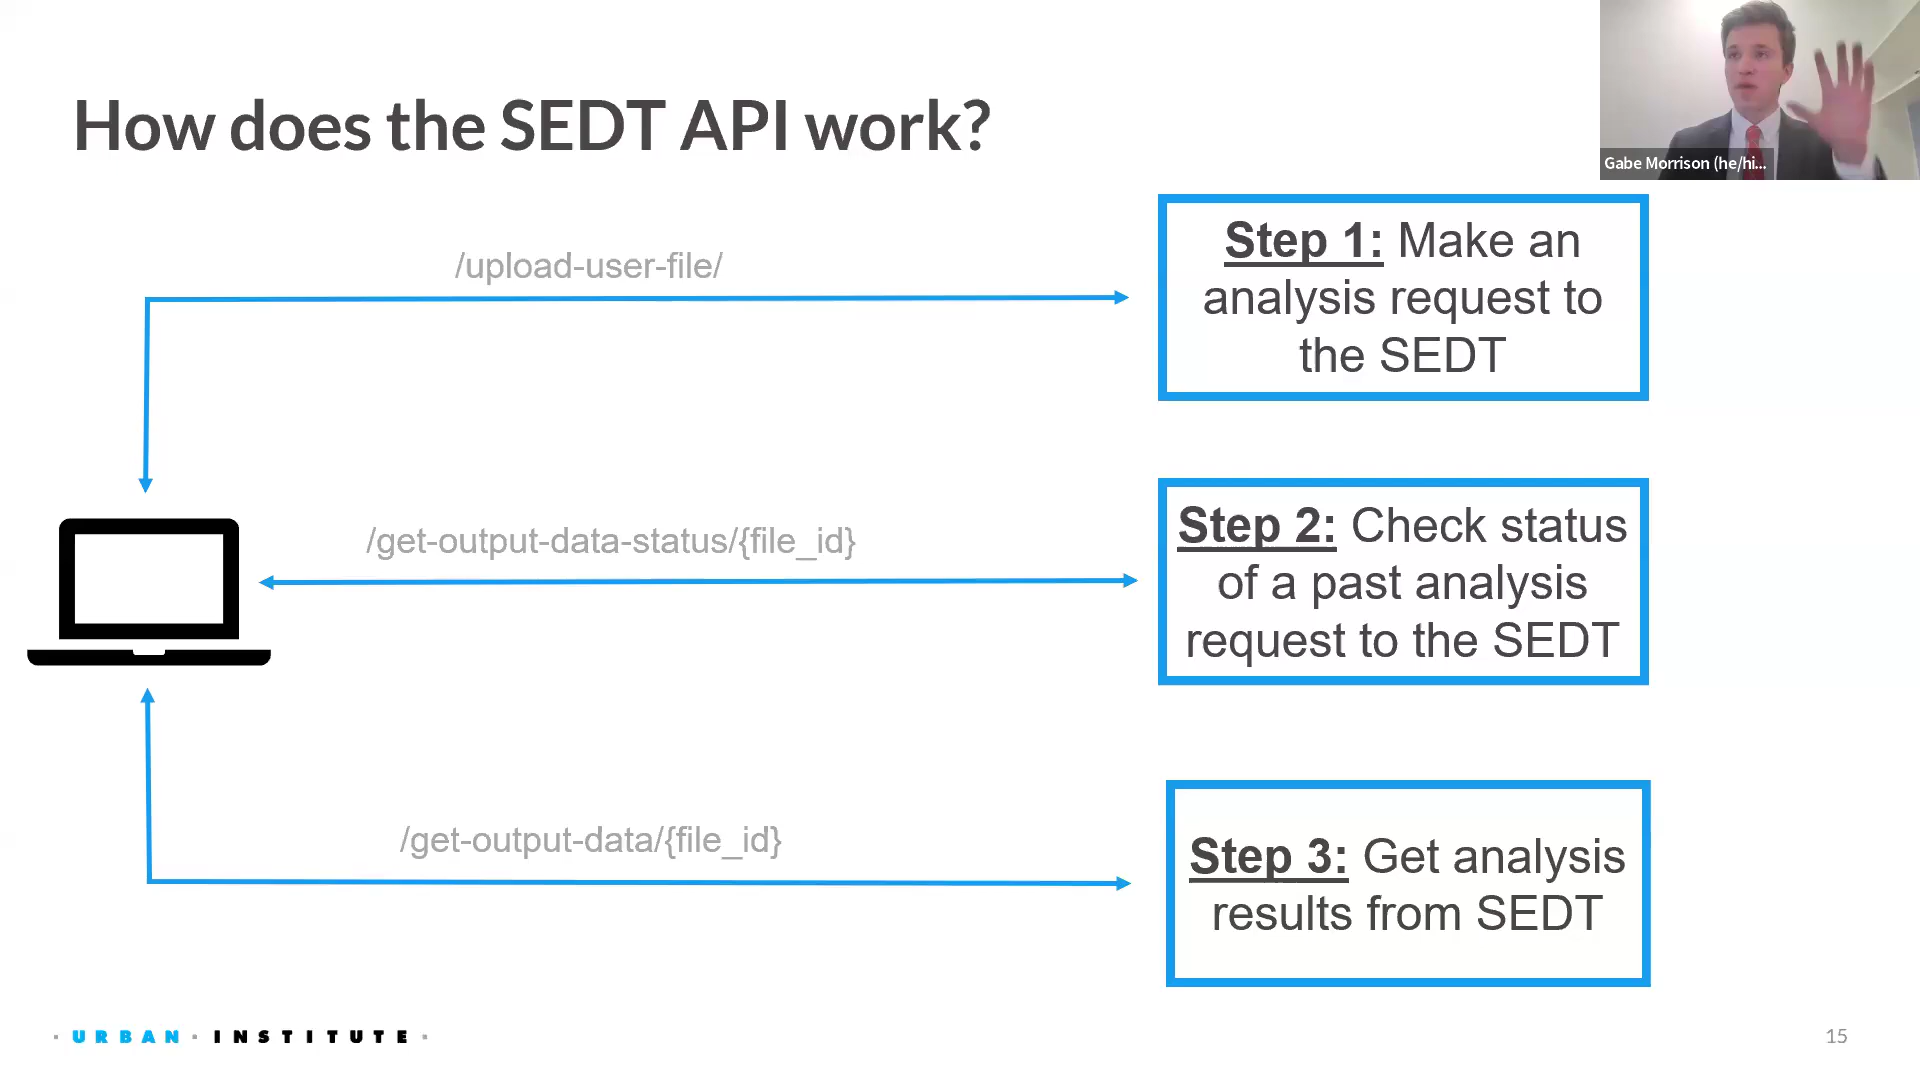 How does the SEDT API work?
Gabe Morrison (he/hi...
/upload-user-file/
Step 1: Make an
analysis request to
the SEDT
/get-output-data-status/{file_id}
Step 2: Check status
of a past analysis
request to the SEDT
/get-output-data/{file_id}
Step 3: Get analysis
results from SEDT
· URBAN · INSTITUTE ·
15